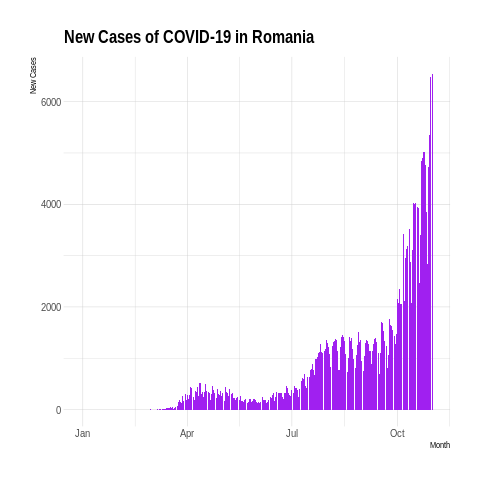 New Cases of COVID-19 in Romania
New Cases
6000
4000
2000
0
Jan Apr Jul Oct
Month